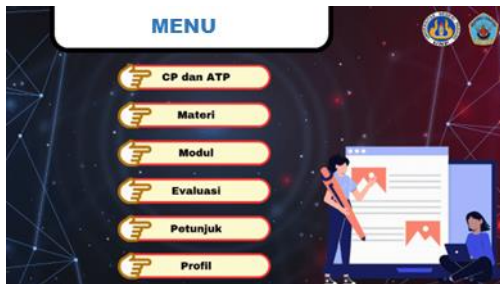 MENU
CP dan ATP
Materi
Modul
Evaluasi
Petunjuk
Profil